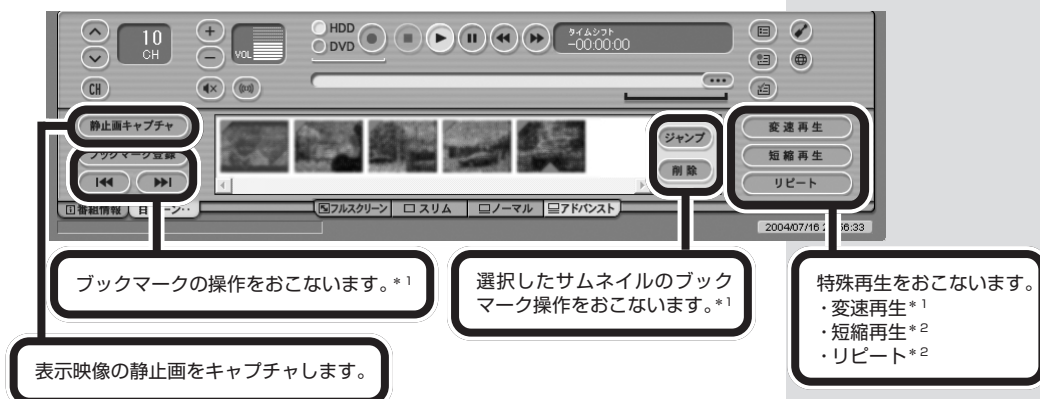 10
CH
CH
VOL
HDD
DVD
タイムシフト
-00:00:00
静止画キャプチャ
ブックマーク登録
ジャンプ
削除
変速再生
短縮再生
リピート
番組情報
フルスクリーン
スリム
ノーマル
アドバンスト
2004/07/16
56:33
ブックマークの操作をおこないます。*1
選択したサムネイルのブック
マーク操作をおこないます。*1
特殊再生をおこないます。
・変速再生*1
・短縮再生*2
・リピート*2
表示映像の静止画をキャプチャします。